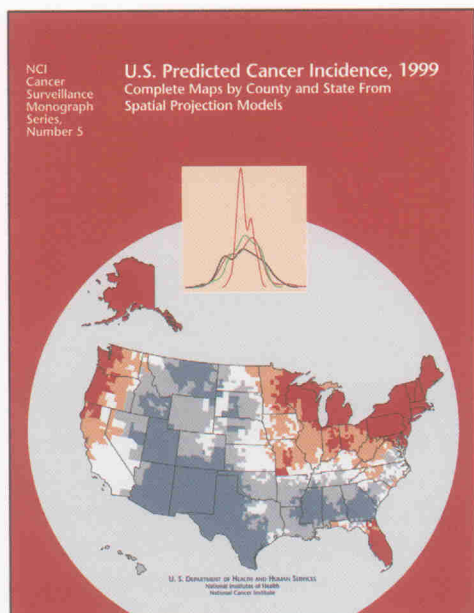 NCI
Cancer
Surveillance
Monograph
Series,
Number 5
U.S. Predicted Cancer Incidence, 1999
Complete Maps by County and State From
Spatial Projection Models
U. S. DEPARTMENT OF HEALTH AND HUMAN SERVICES
National Institutes of Health
National Cancer Institute